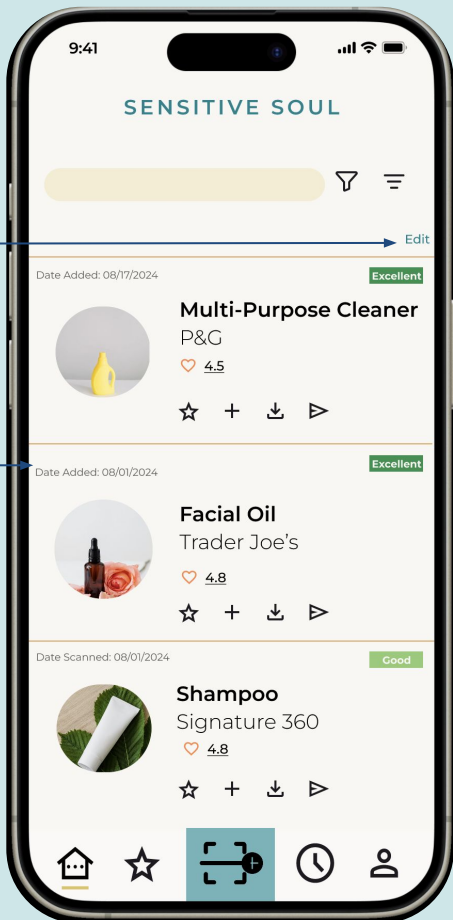 9:41
SENSITIVE SOUL
Edit
Date Added: 08/17/2024
Excellent
Multi-Purpose Cleaner
P&G
4.5
Date Added: 08/01/2024
Excellent
Facial Oil
Trader Joe's
4.8
Date Scanned: 08/01/2024
Good
Shampoo
Signature 360
4.8